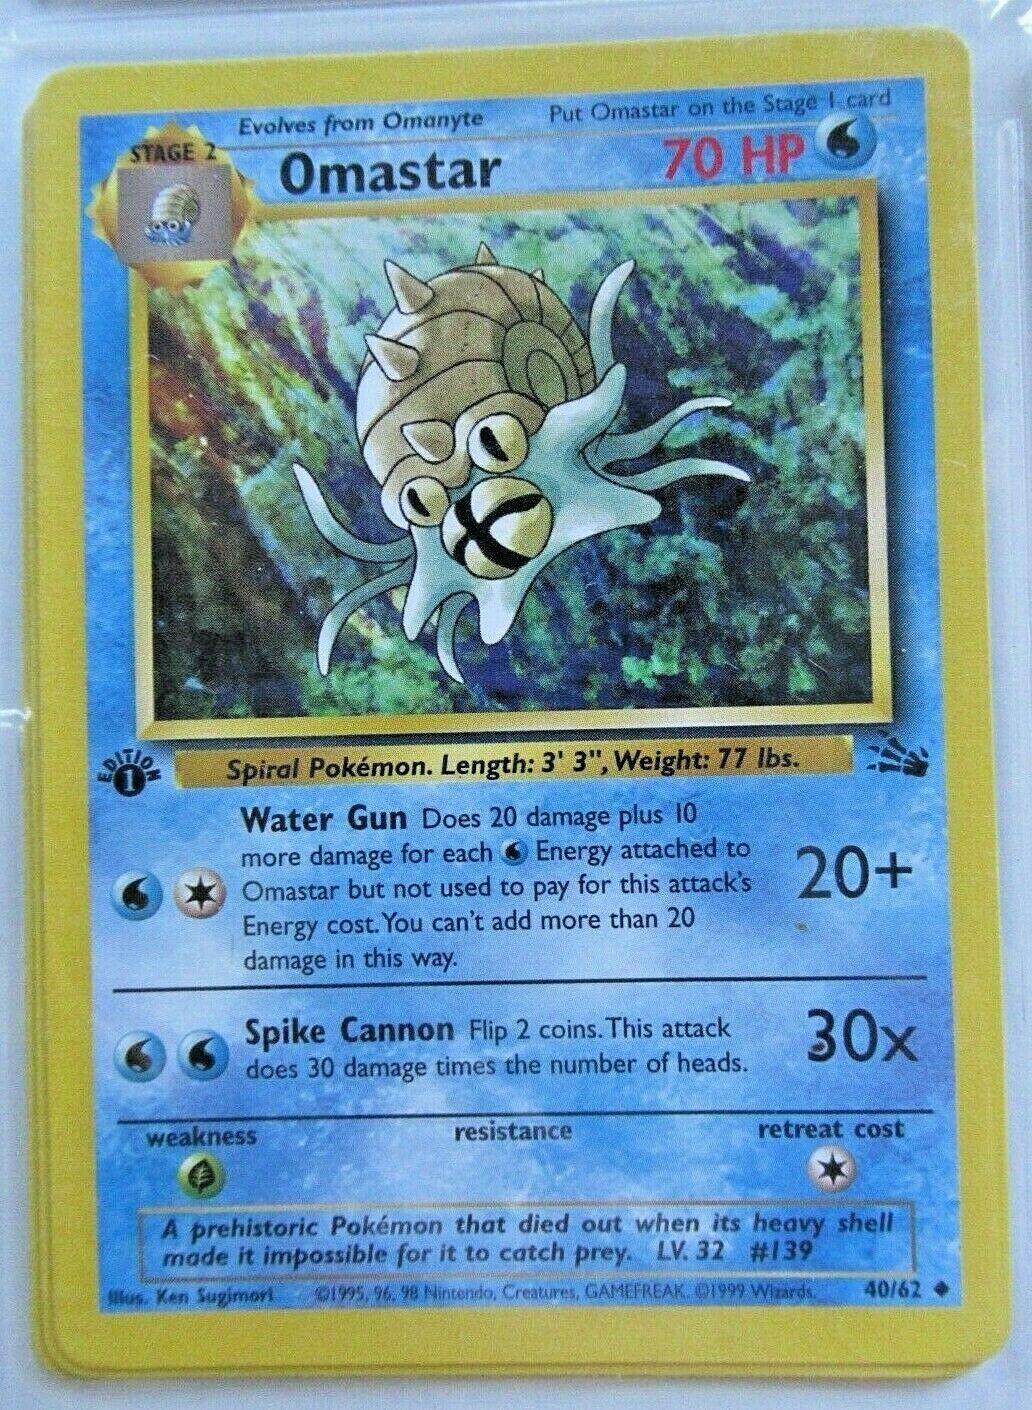 Evolves from Omanyte
Put Omastar on the Stage 1 card
STAGE 2
Omastar
70 HP
EDITION
1
Spiral Pokémon. Length: 3' 3", Weight: 77 lbs.
Water Gun Does 20 damage plus 10
more damage for each Energy attached to
Omastar but not used to pay for this attack's
Energy cost. You can't add more than 20
damage in this way.
20+
Spike Cannon Flip 2 coins. This attack
does 30 damage times the number of heads.
30x
weakness
resistance
retreat cost
A prehistoric Pokémon that died out when its heavy shell
made it impossible for it to catch prey. LV. 32 #139
Illus. Ken Sugimori
©1995, 96, 98 Nintendo, Creatures, GAMEFREAK. ©1999 Wizards.
40/62 ◆